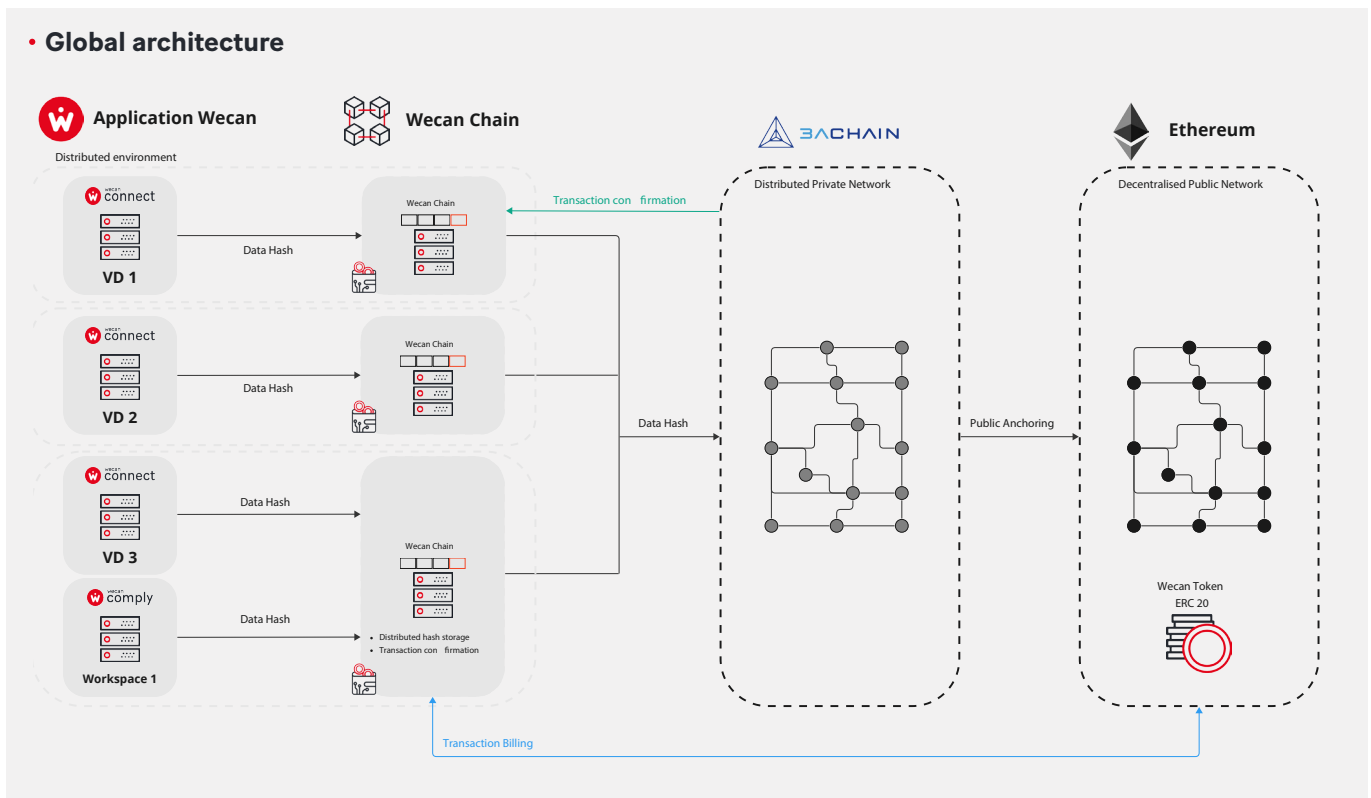 • Global architecture
Application Wecan
Wecan Chain
3ACHAIN
Ethereum
Distributed environment
Distributed Private Network
Decentralised Public Network
wecan
connect
VD 1
Data Hash
Wecan Chain
Transaction con firmation
wecan
connect
VD 2
Data Hash
Wecan Chain
Data Hash
Public Anchoring
wecan
connect
VD 3
Data Hash
Wecan Chain
• Distributed hash storage
• Transaction con firmation
wecan
comply
Workspace 1
Data Hash
Wecan Token
ERC 20
Transaction Billing